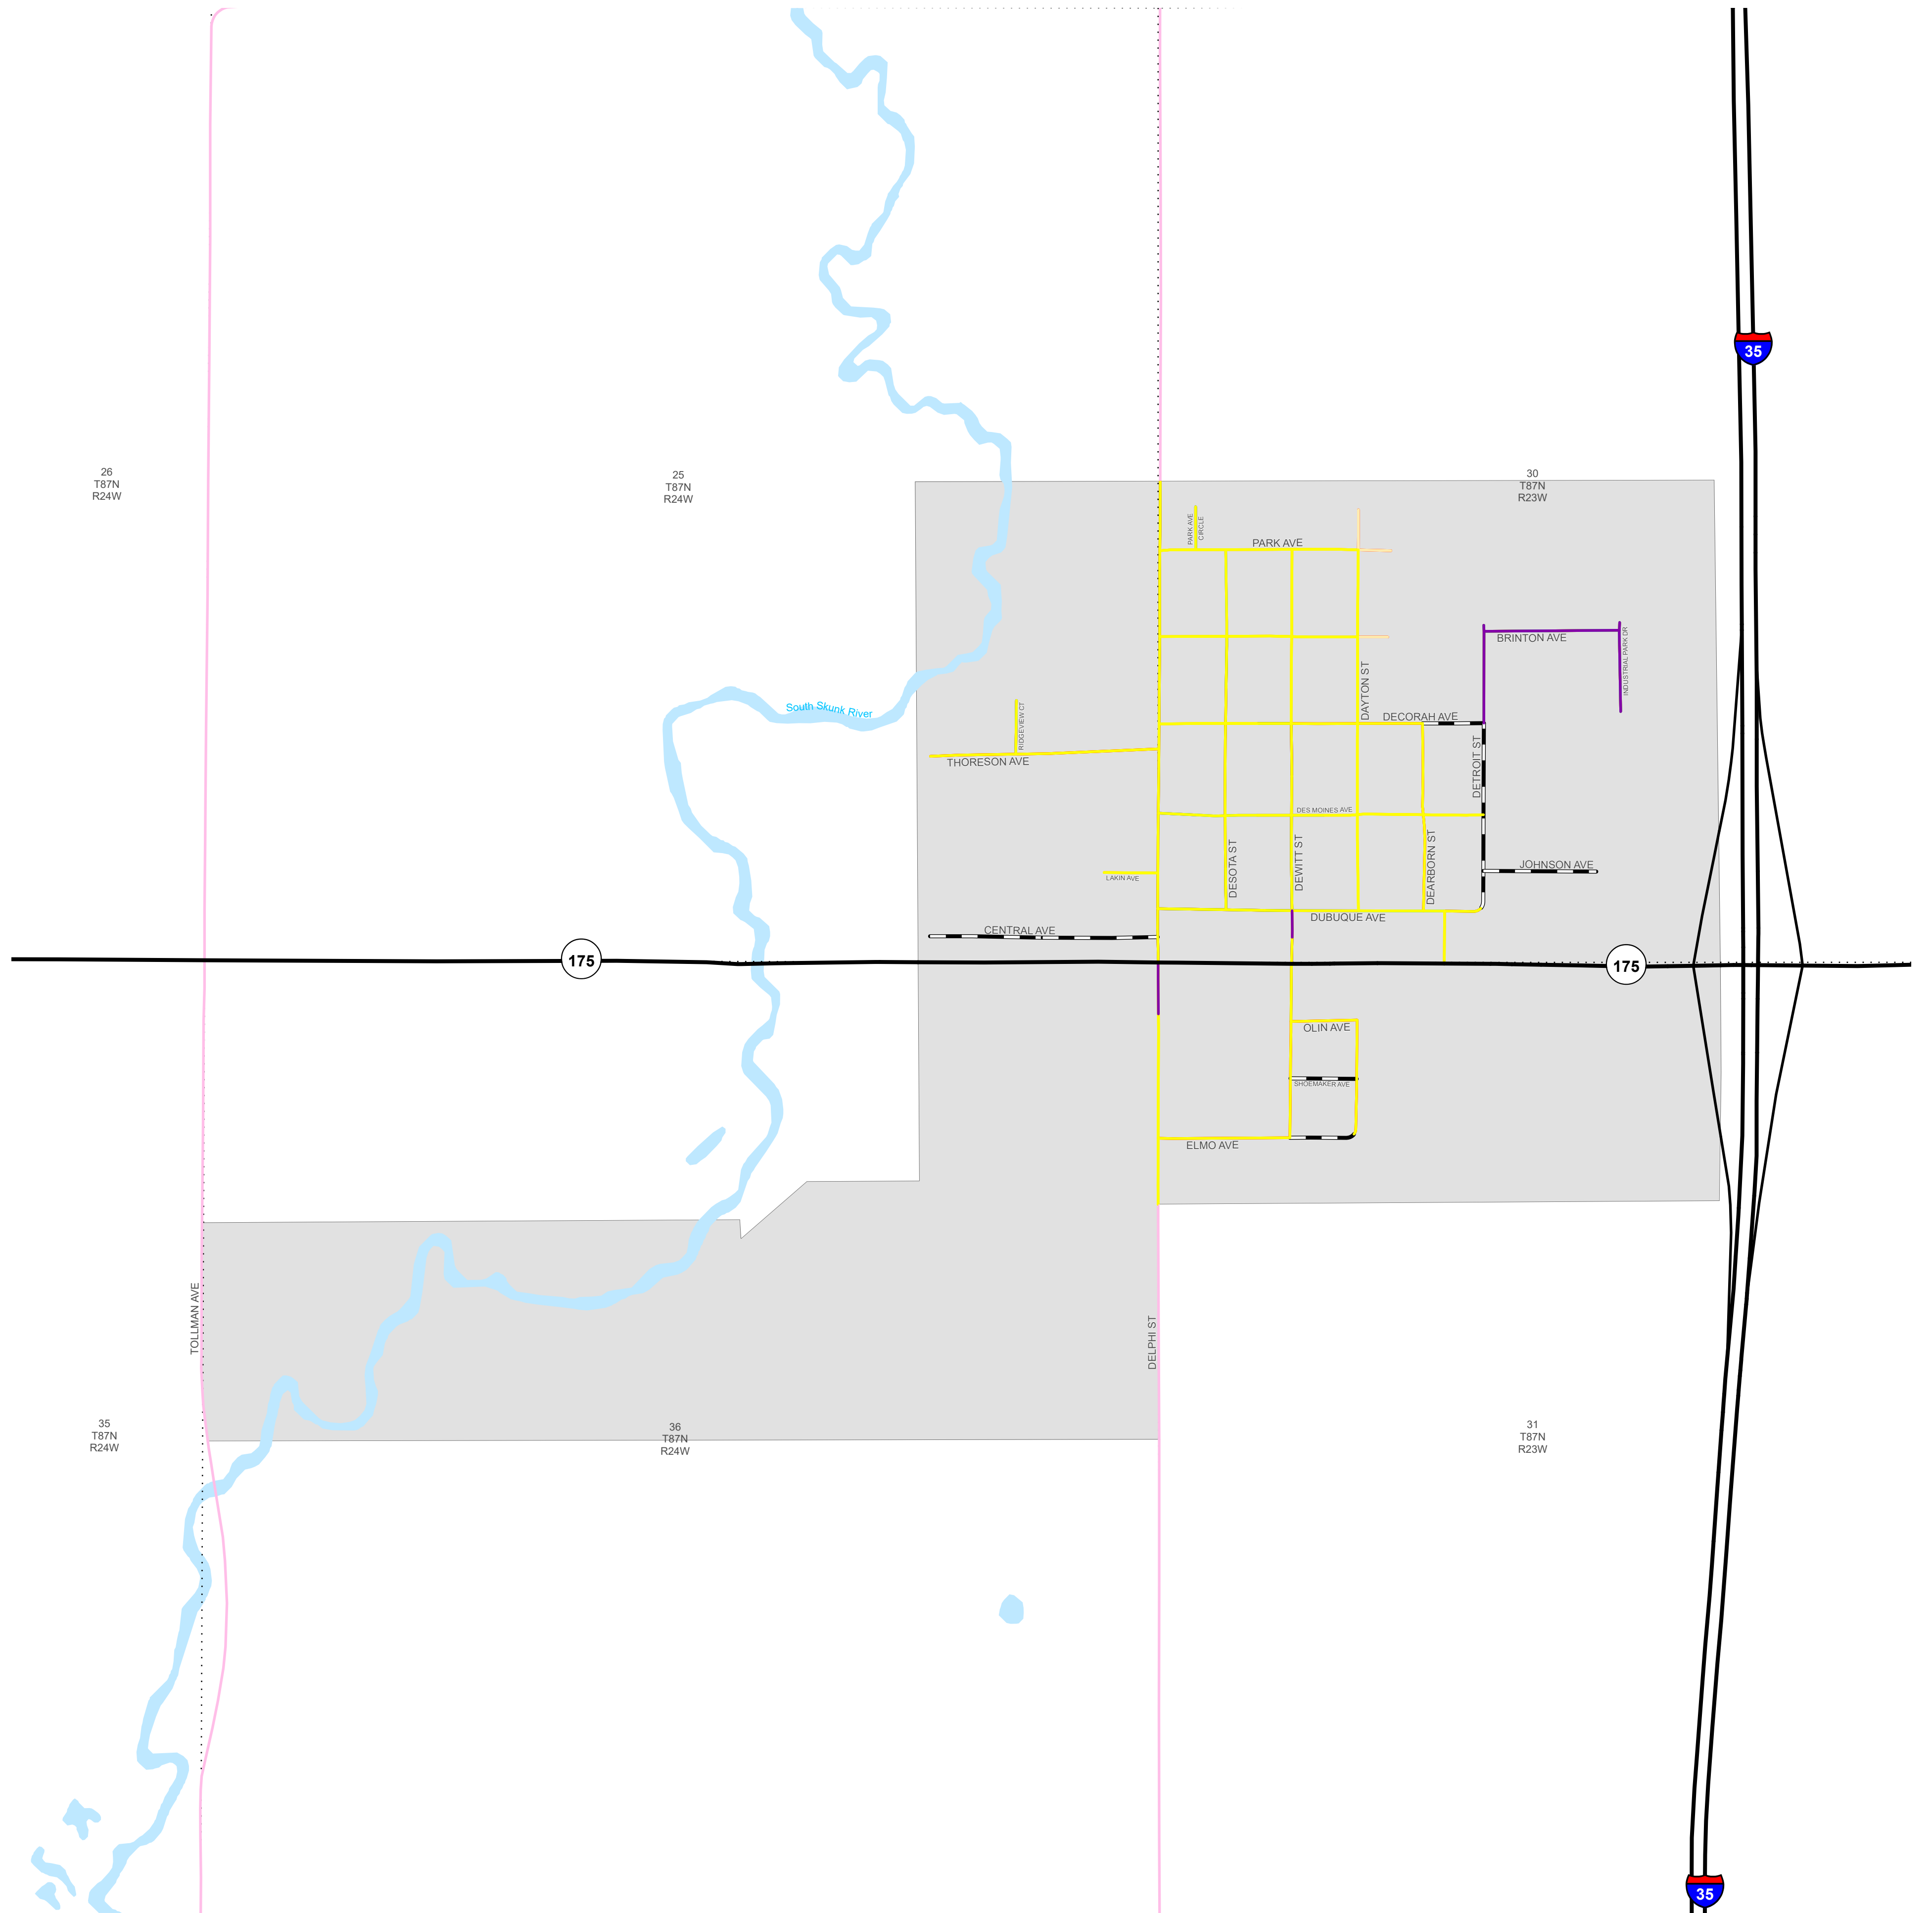 35
26
T87N
R24W
25
T87N
R24W
30
T87N
R23W
PARK AVE
CIRCLE
PARK AVE
BRINTON AVE
INDUSTRIAL PARK DR
DAYTON ST
South Skunk River
RIDGEVIEW CT
DECORAH AVE
THORESON AVE
DETROIT ST
DES MOINES AVE
DESOTA ST
DEWITT ST
DEARBORN ST
JOHNSON AVE
LAKIN AVE
DUBUQUE AVE
CENTRAL AVE
175
175
OLIN AVE
SHOEMAKER AVE
ELMO AVE
TOLLMAN AVE
DELPHI ST
35
T87N
R24W
36
T87N
R24W
31
T87N
R23W
35